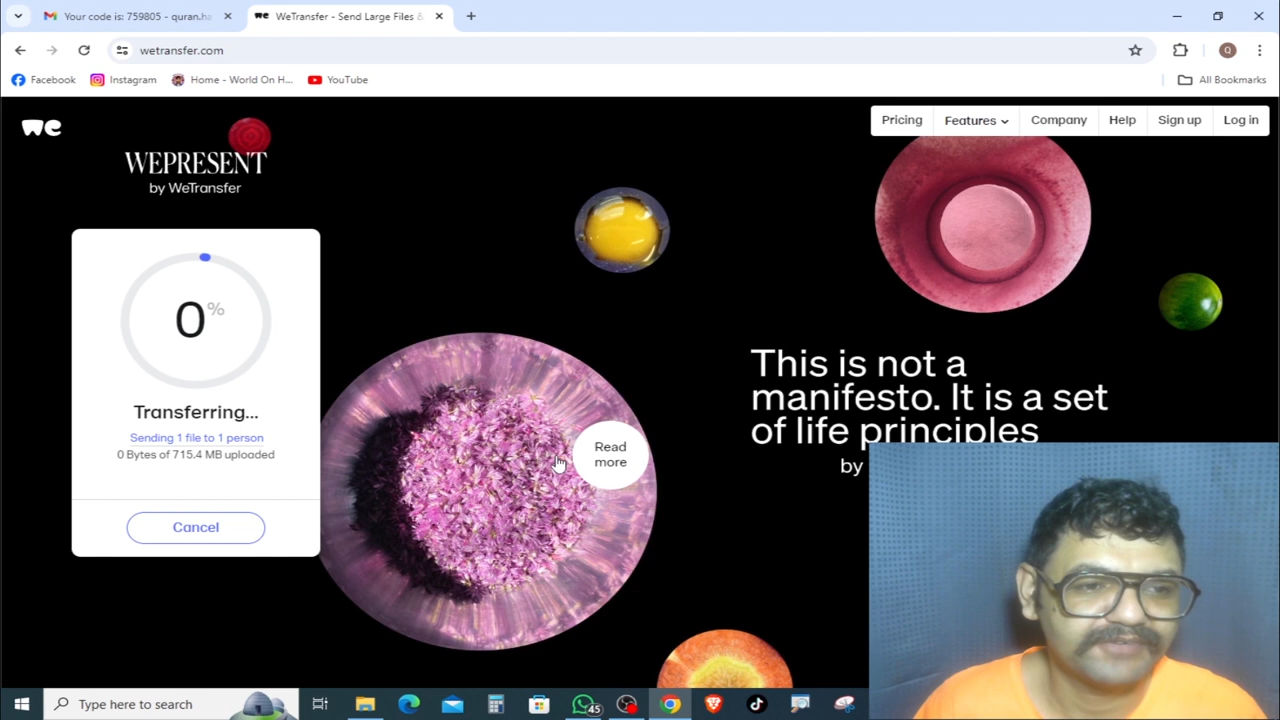 Your code is: 759805 - quran.ha
WeTransfer - Send Large Files &
wetransfer.com
Facebook
Instagram
Home - World On H...
YouTube
All Bookmarks
we
WEPRESENT
by WeTransfer
Pricing
Features
Company
Help
Sign up
Log in
0%
Transferring...
Sending 1 file to 1 person
0 Bytes of 715.4 MB uploaded
Cancel
Read
more
This is not a
manifesto. It is a set
of life principles
by
Type here to search
45
Q